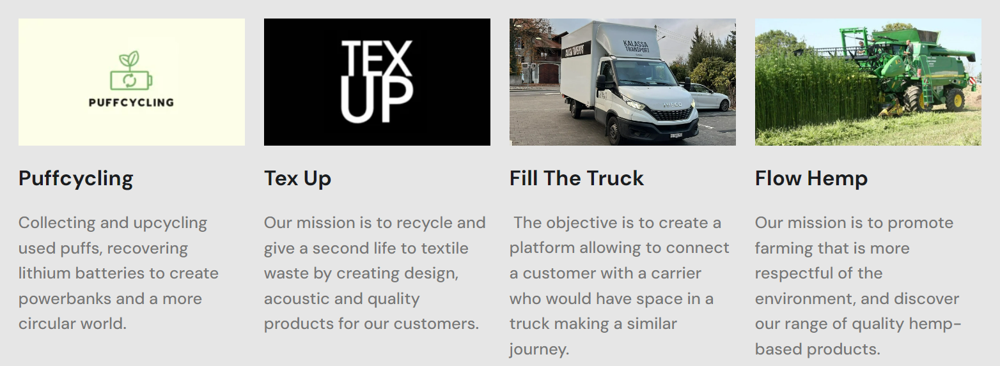 PUFFCYCLING
TEX
UP
KALASSA
TRANSPORT
IVECO
Puffcycling
Tex Up
Fill The Truck
Flow Hemp
Collecting and upcycling
used puffs, recovering
lithium batteries to create
powerbanks and a more
circular world.
Our mission is to recycle and
give a second life to textile
waste by creating design,
acoustic and quality
products for our customers.
The objective is to create a
platform allowing to connect
a customer with a carrier
who would have space in a
truck making a similar
journey.
Our mission is to promote
farming that is more
respectful of the
environment, and discover
our range of quality hemp-
based products.